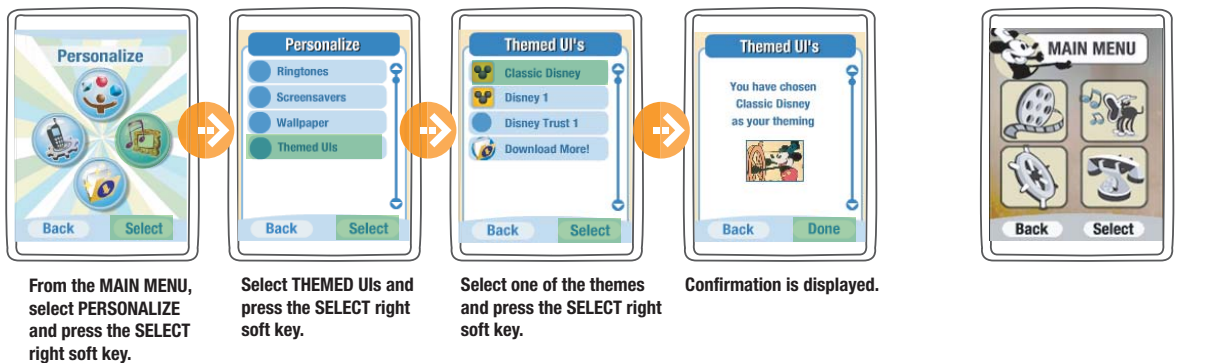 Personalize
Back Select
From the MAIN MENU,
select PERSONALIZE
and press the SELECT
right soft key.
Personalize
Ringtones
Screensavers
Wallpaper
Themed UIs
Back Select
Select THEMED UIs and
press the SELECT right
soft key.
Themed UI's
Classic Disney
Disney 1
Disney Trust 1
Download More!
Back Select
Select one of the themes
and press the SELECT right
soft key.
Themed UI's
You have chosen
Classic Disney
as your theming
Back Done
Confirmation is displayed.
MAIN MENU
Back Select